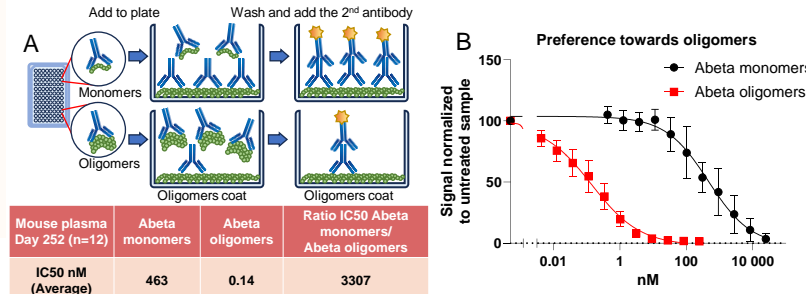 Add to plate
Wash and add the 2nd antibody
A
Monomers
Oligomers
Oligomers coat
Oligomers coat
Mouse plasma
Day 252 (n=12)
Abeta
monomers
Abeta
oligomers
Ratio IC50 Abeta
monomers/
Abeta oligomers
IC50 nM
(Average)
463
0.14
3307
B
Preference towards oligomers
Abeta monomers
Abeta oligomers
Signal normalized
to untreated sample
150
100
50
0
0.01
1
100
10 000
nM